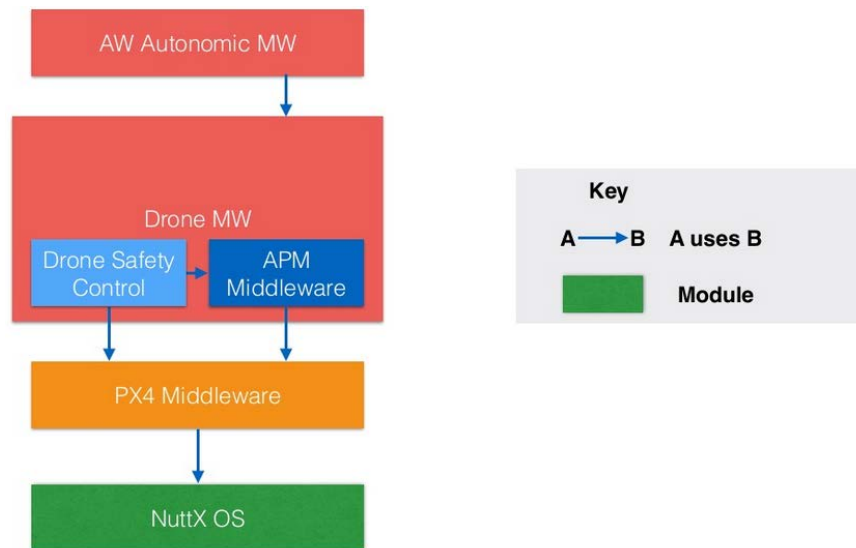 AW Autonomic MW
Drone MW
Drone Safety
Control
APM
Middleware
PX4 Middleware
NuttX OS
Key
A B A uses B
Module